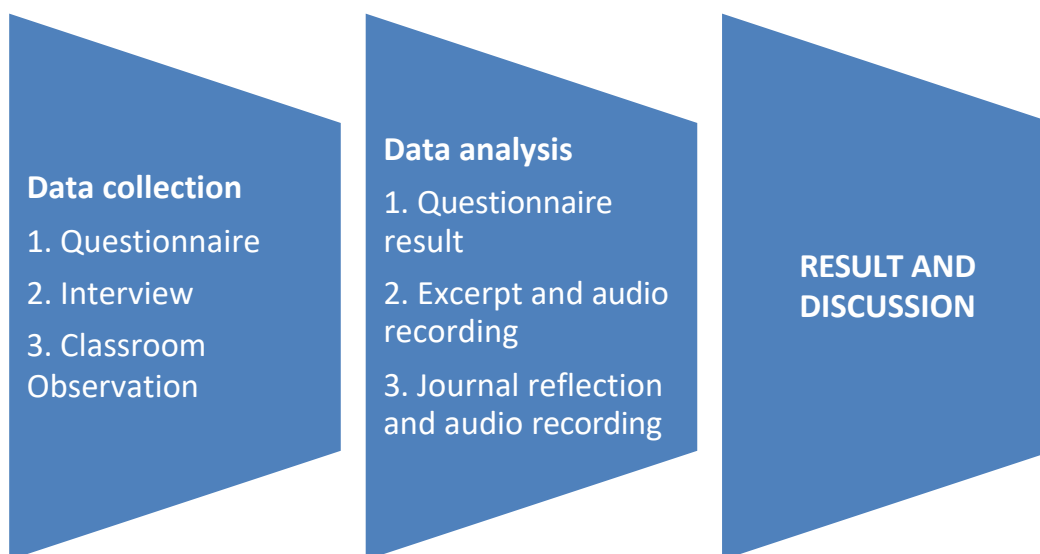 Data collection
1. Questionnaire
2. Interview
3. Classroom
Observation
Data analysis
1. Questionnaire
result
2. Excerpt and audio
recording
3. Journal reflection
and audio recording
RESULT AND
DISCUSSION